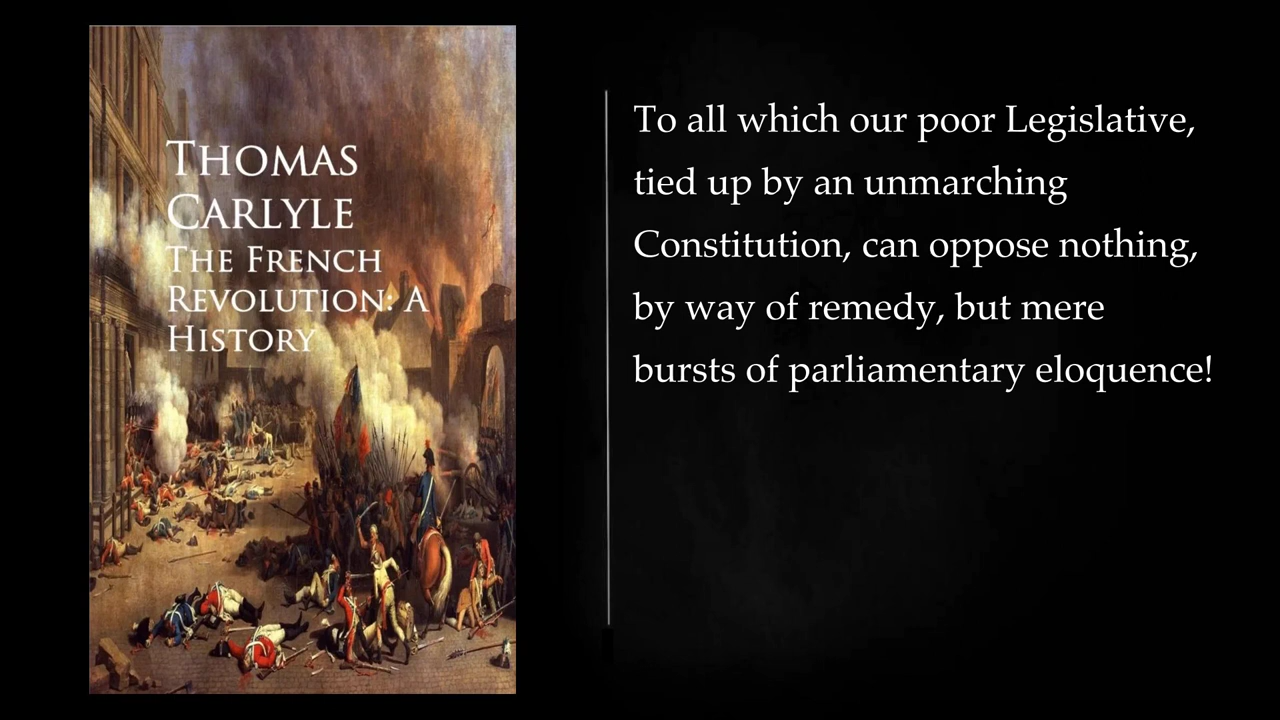 THOMAS
CARLYLE
THE FRENCH
REVOLUTION: A
HISTORY
To all which our poor Legislative,
tied up by an unmarching
Constitution, can oppose nothing,
by way of remedy, but mere
bursts of parliamentary eloquence!